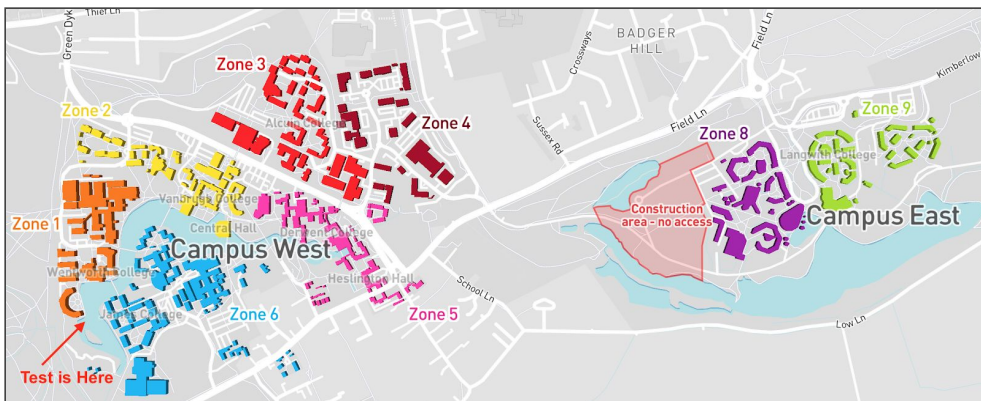 Thief Ln
Green Dyk
BADGER
HILL
Crossways
Field Ln
Kimberlow
Zone 3
Zone 2
Alcuin College
Zone 4
Sussex Rd
Field Ln
Zone 8
Zone 9
Langwith College
Zone 1
Vanbrugh College
Central Hall
Derwent College
Campus West
Construction
area - no access
Campus East
Wentworth College
Heslington Hall
School Ln
James College
Zone 6
Zone 5
Low Ln
Test is Here